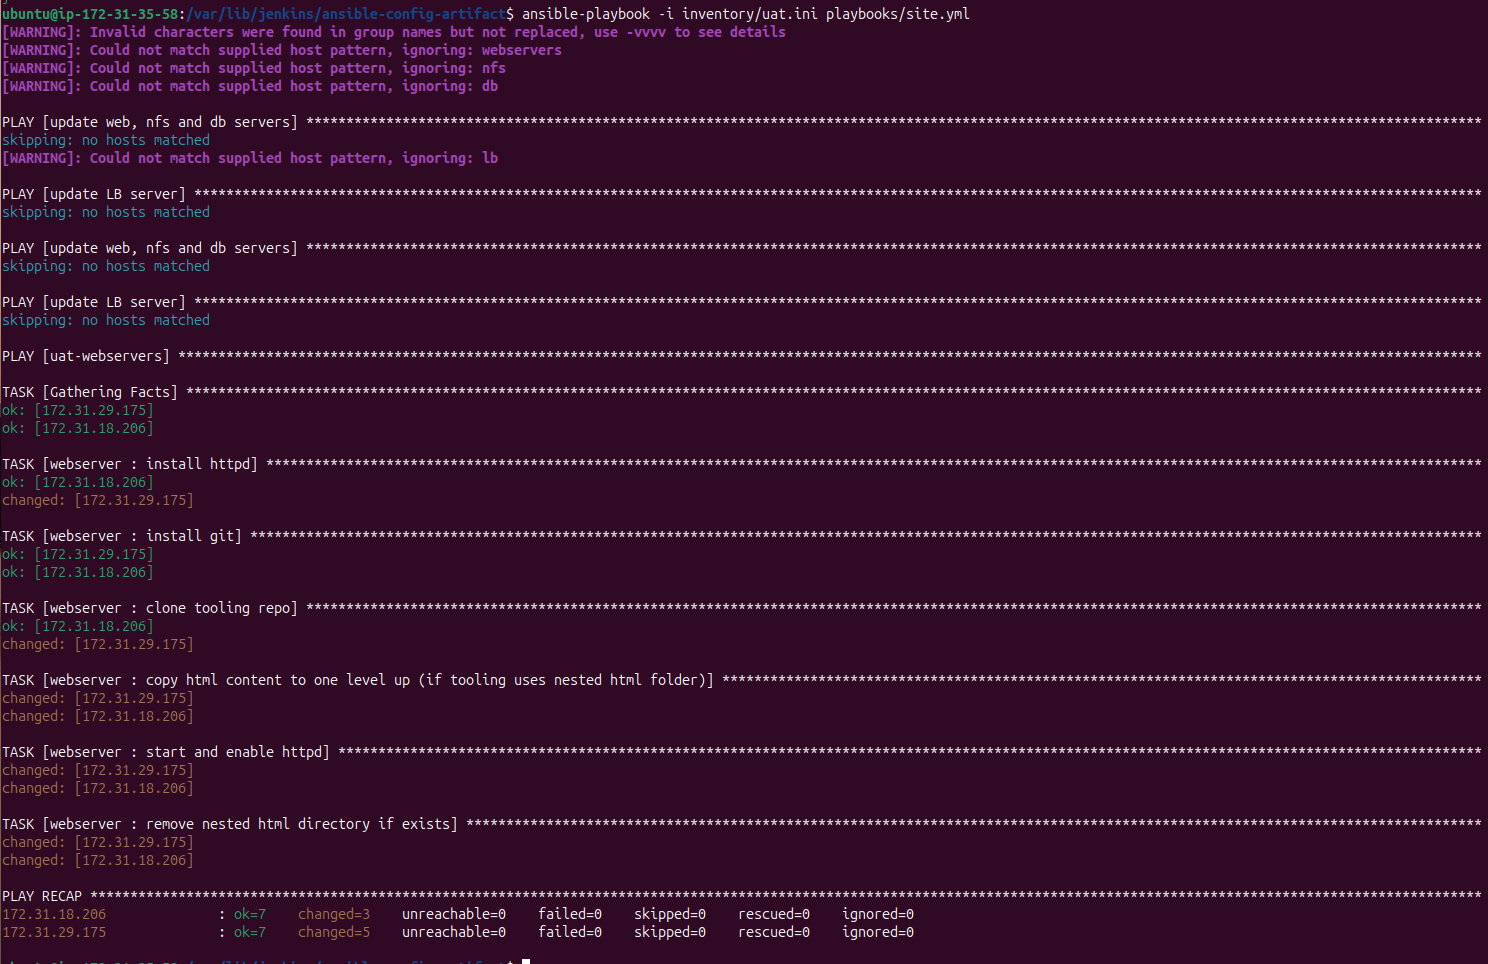 ubuntu@ip-172-31-35-58:/var/lib/jenkins/ansible-config-artifact$ ansible-playbook -i inventory/uat.ini playbooks/site.yml
[WARNING]: Invalid characters were found in group names but not replaced, use -vvvv to see details
[WARNING]: Could not match supplied host pattern, ignoring: webservers
[WARNING]: Could not match supplied host pattern, ignoring: nfs
[WARNING]: Could not match supplied host pattern, ignoring: db
PLAY [update web, nfs and db servers] ***************************************************************************************************************************************************
skipping: no hosts matched
[WARNING]: Could not match supplied host pattern, ignoring: lb
PLAY [update LB server] *****************************************************************************************************************************************************************
skipping: no hosts matched
PLAY [update web, nfs and db servers] ***************************************************************************************************************************************************
skipping: no hosts matched
PLAY [update LB server] *****************************************************************************************************************************************************************
skipping: no hosts matched
PLAY [uat-webservers] *******************************************************************************************************************************************************************
TASK [Gathering Facts] ******************************************************************************************************************************************************************
ok: [172.31.29.175]
ok: [172.31.18.206]
TASK [webserver : install httpd] ********************************************************************************************************************************************************
ok: [172.31.18.206]
changed: [172.31.29.175]
TASK [webserver : install git] **********************************************************************************************************************************************************
ok: [172.31.29.175]
ok: [172.31.18.206]
TASK [webserver : clone tooling repo] ***************************************************************************************************************************************************
ok: [172.31.18.206]
changed: [172.31.29.175]
TASK [webserver : copy html content to one level up (if tooling uses nested html folder)] ***********************************************************************************************
changed: [172.31.29.175]
changed: [172.31.18.206]
TASK [webserver : start and enable httpd] ***********************************************************************************************************************************************
changed: [172.31.29.175]
changed: [172.31.18.206]
TASK [webserver : remove nested html directory if exists] *******************************************************************************************************************************
changed: [172.31.29.175]
changed: [172.31.18.206]
PLAY RECAP ******************************************************************************************************************************************************************************
172.31.18.206 : ok=7 changed=3 unreachable=0 failed=0 skipped=0 rescued=0 ignored=0
172.31.29.175 : ok=7 changed=5 unreachable=0 failed=0 skipped=0 rescued=0 ignored=0